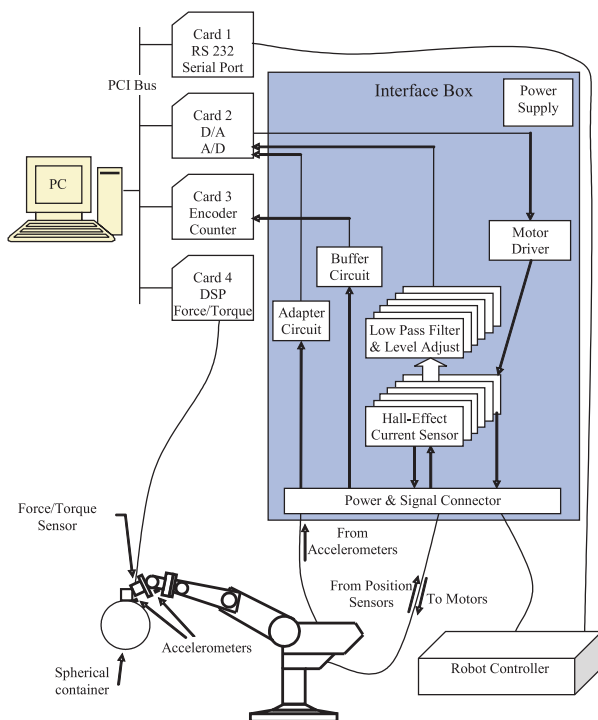 Card 1
RS 232
Serial Port
PCI Bus
Card 2
D/A
A/D
PC
Card 3
Encoder
Counter
Card 4
DSP
Force/Torque
Interface Box
Power
Supply
Motor
Driver
Buffer
Circuit
Adapter
Circuit
Low Pass Filter
& Level Adjust
Hall-Effect
Current Sensor
Power & Signal Connector
Force/Torque
Sensor
From
Accelerometers
From Position
Sensors
To Motors
Accelerometers
Spherical
container
Robot Controller